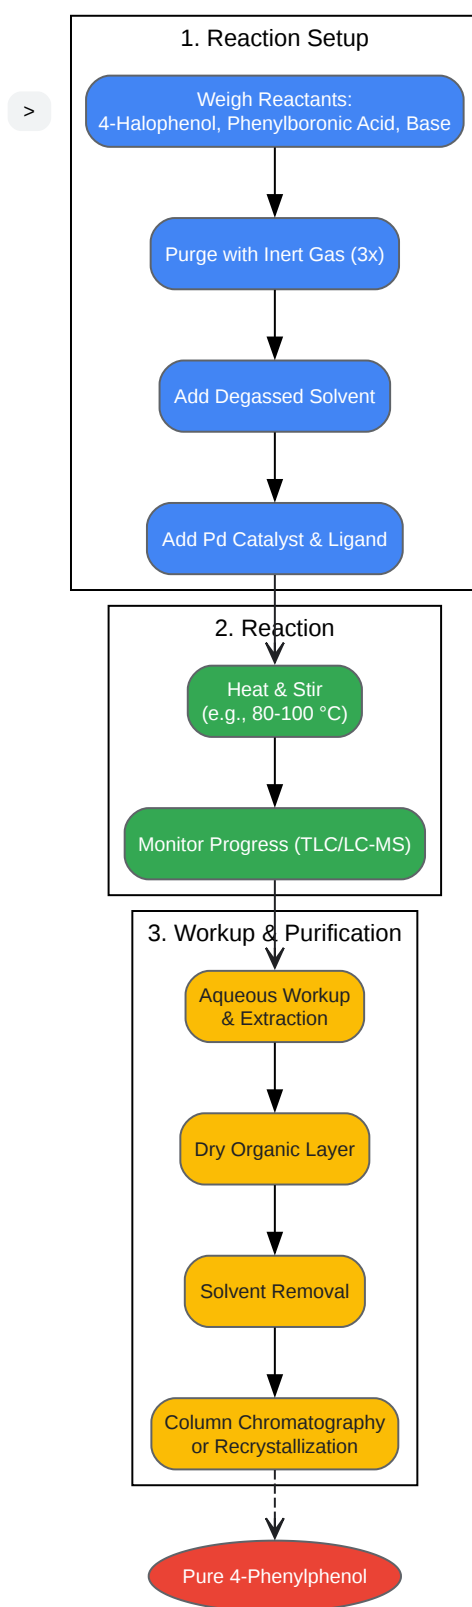 1. Reaction Setup
>
Weigh Reactants:
4-Halophenol, Phenylboronic Acid, Base
Purge with Inert Gas (3x)
Add Degassed Solvent
Add Pd Catalyst & Ligand
2. Reaction
Heat & Stir
(e.g., 80-100 °C)
Monitor Progress (TLC/LC-MS)
3. Workup & Purification
Aqueous Workup
& Extraction
Dry Organic Layer
Solvent Removal
Column Chromatography
or Recrystallization
Pure 4-Phenylphenol